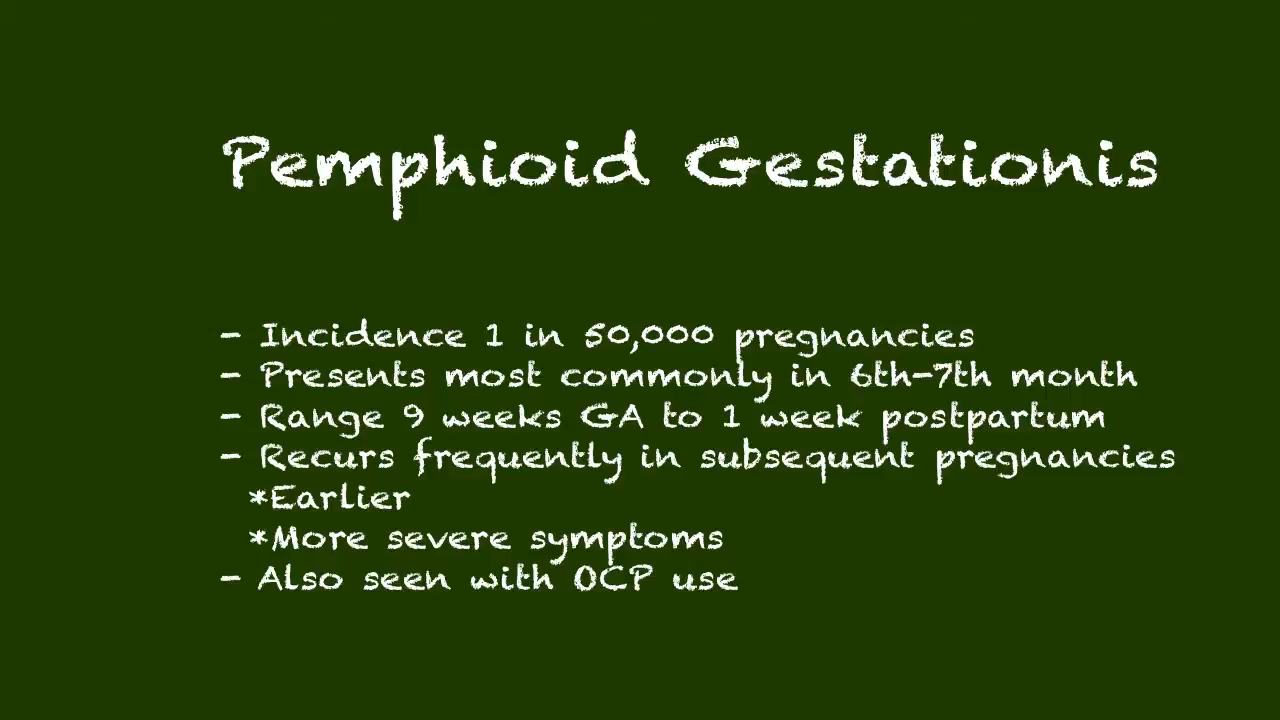 Pemphioid Gestationis
- Incidence 1 in 50,000 pregnancies
- Presents most commonly in 6th-7th month
- Range 9 weeks GA to 1 week postpartum
- Recurs frequently in subsequent pregnancies
*Earlier
*More severe symptoms
- Also seen with OCP use